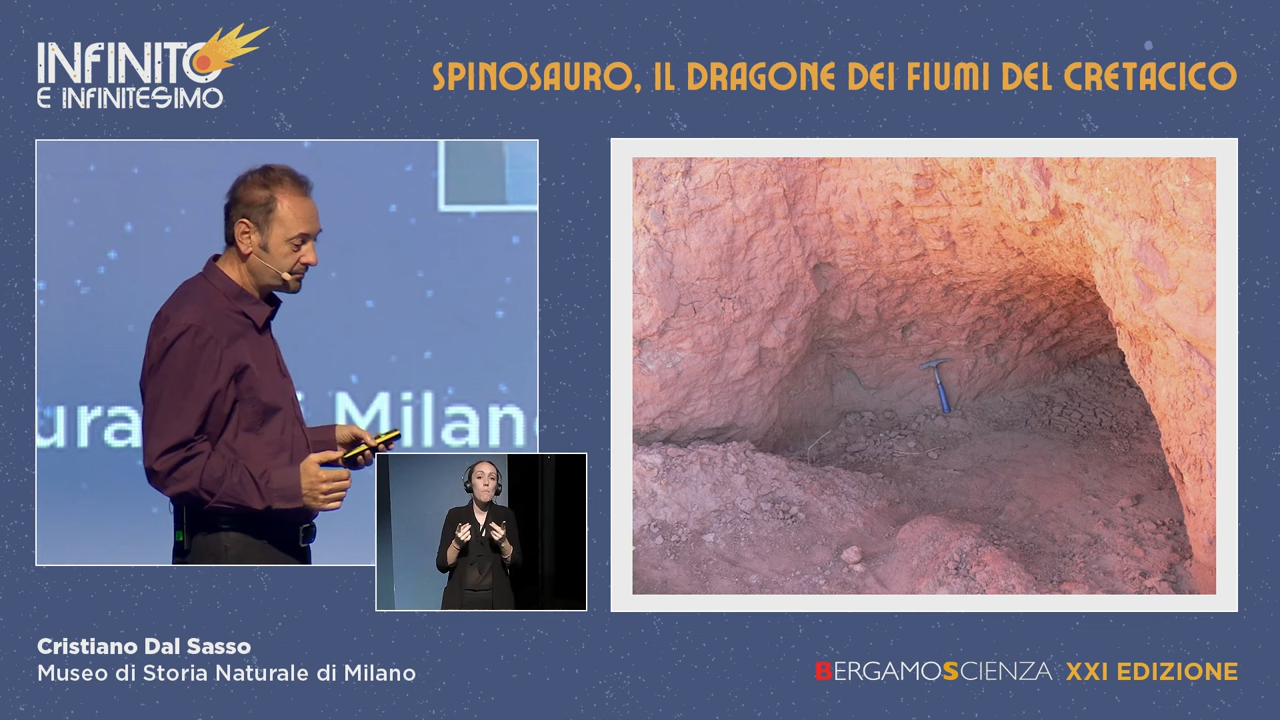 INFINITO
E INFINITESIMO
SPINOSAURO, IL DRAGONE DEI FIUMI DEL CRETACICO
Milano
Cristiano Dal Sasso
Museo di Storia Naturale di Milano
BERGAMOSCIENZA XXI EDIZIONE